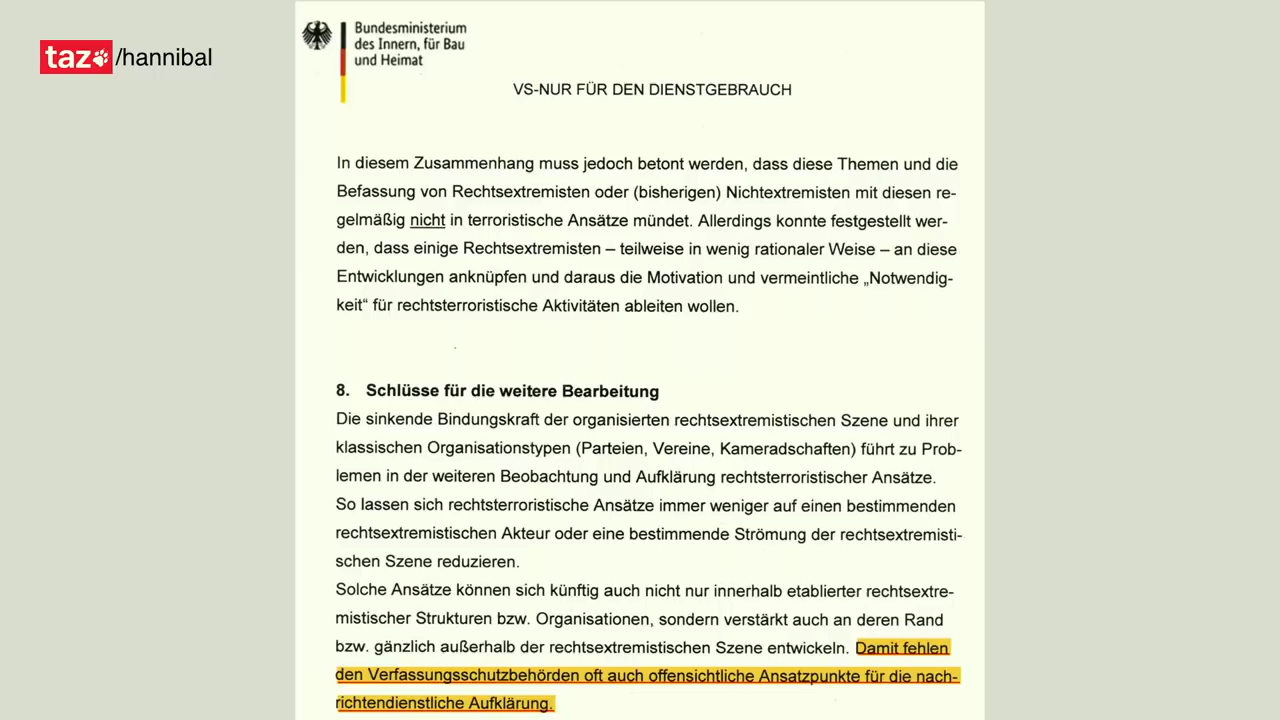 taz/hannibal
Bundesministerium
des Innern, für Bau
und Heimat
VS-NUR FÜR DEN DIENSTGEBRAUCH
In diesem Zusammenhang muss jedoch betont werden, dass diese Themen und die
Befassung von Rechtsextremisten oder (bisherigen) Nichtextremisten mit diesen re-
gelmäßig nicht in terroristische Ansätze mündet. Allerdings konnte festgestellt wer-
den, dass einige Rechtsextremisten – teilweise in wenig rationaler Weise – an diese
Entwicklungen anknüpfen und daraus die Motivation und vermeintliche „Notwendig-
keit“ für rechtsterroristische Aktivitäten ableiten wollen.
8. Schlüsse für die weitere Bearbeitung
Die sinkende Bindungskraft der organisierten rechtsextremistischen Szene und ihrer
klassischen Organisationstypen (Parteien, Vereine, Kameradschaften) führt zu Prob-
lemen in der weiteren Beobachtung und Aufklärung rechtsterroristischer Ansätze.
So lassen sich rechtsterroristische Ansätze immer weniger auf einen bestimmenden
rechtsextremistischen Akteur oder eine bestimmende Strömung der rechtsextremisti-
schen Szene reduzieren.
Solche Ansätze können sich künftig auch nicht nur innerhalb etablierter rechtsextre-
mistischer Strukturen bzw. Organisationen, sondern verstärkt auch an deren Rand
bzw. gänzlich außerhalb der rechtsextremistischen Szene entwickeln. Damit fehlen
den Verfassungsschutzbehörden oft auch offensichtliche Ansatzpunkte für die nach-
richtendienstliche Aufklärung.